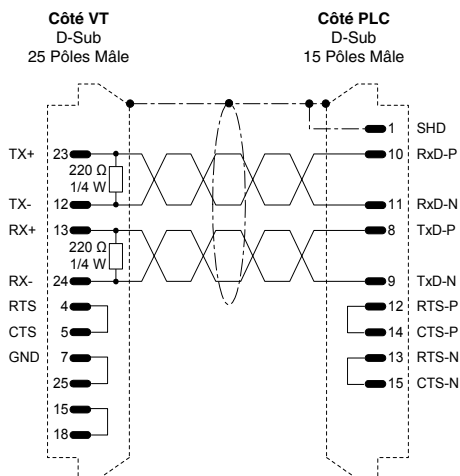 Côté VT
D-Sub
25 Pôles Mâle
Côté PLC
D-Sub
15 Pôles Mâle
1 SHD
TX+ 23
10 RxD-P
220 Ω
1/4 W
TX- 12
11 RxD-N
RX+ 13
8 TxD-P
220 Ω
1/4 W
RX- 24
9 TxD-N
RTS 4
12 RTS-P
CTS 5
14 CTS-P
GND 7
13 RTS-N
25
15 CTS-N
15
18